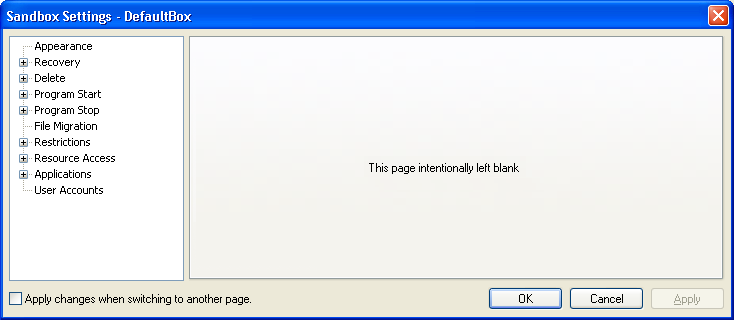 Sandbox Settings - DefaultBox
Appearance
Recovery
Delete
Program Start
Program Stop
File Migration
Restrictions
Resource Access
Applications
User Accounts
This page intentionally left blank
Apply changes when switching to another page.
OK
Cancel
Apply